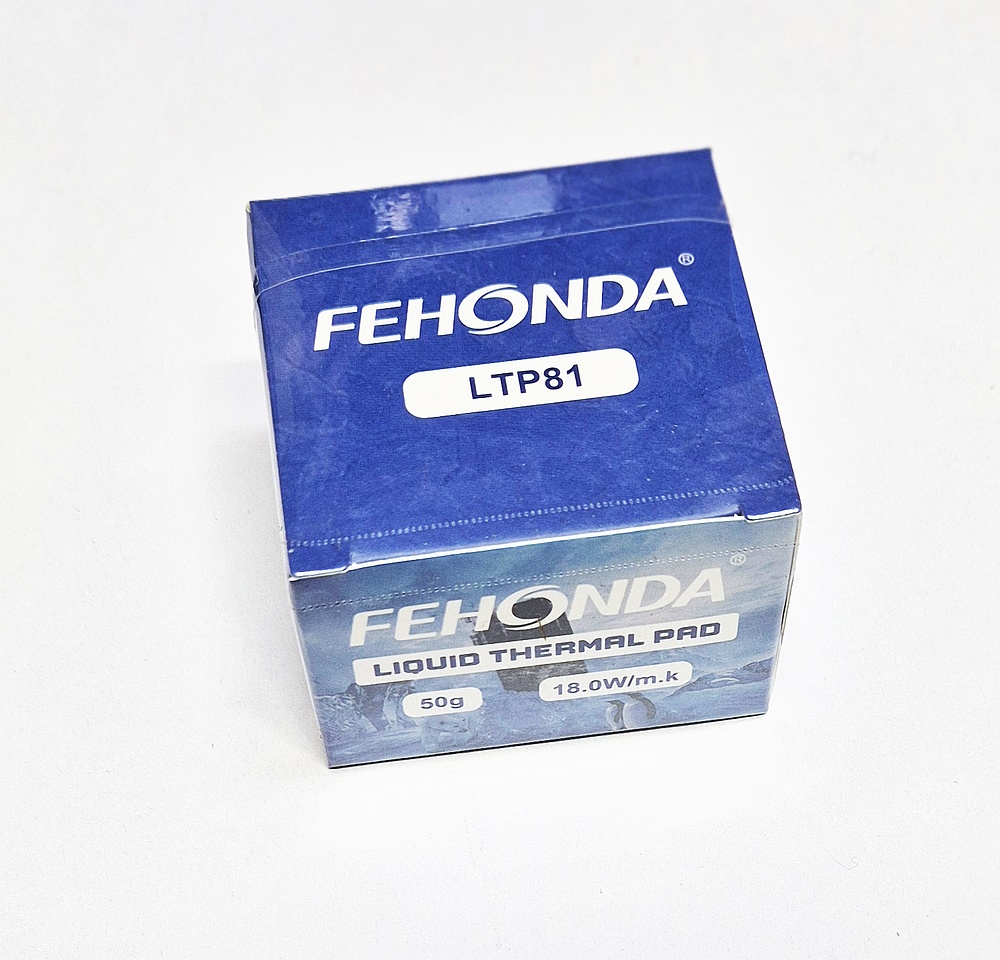 FEHONDA®
LTP81
FEHONDA®
LIQUID THERMAL PAD
50g
18.0W/m.k